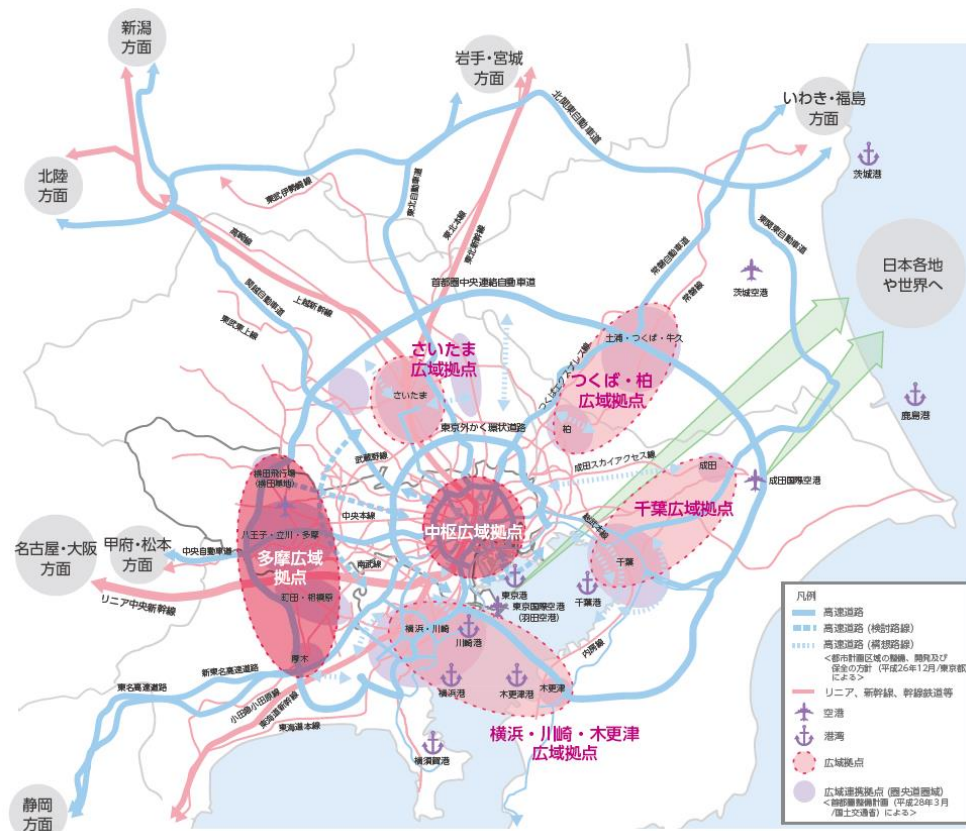 新潟
方面
岩手・宮城
方面
いわき・福島
方面
北関東自動車道
茨城港
北陸
方面
東武伊勢崎線
東北自動車道
東北本線
東北新幹線
高崎線
上越新幹線
関越自動車道
東武東上線
首都圏中央連絡自動車道
常磐自動車道
常磐線
東関東自動車道
茨城空港
日本各地
や世界へ
さいたま
広域拠点
さいたま
土浦・つくば・牛久
つくばエクスプレス線
つくば・柏
広域拠点
柏
鹿島港
東京外かく環状道路
武蔵野線
成田スカイアクセス線
成田
成田国際空港
横田飛行場
(横田基地)
中央本線
中枢広域拠点
総武本線
千葉広域拠点
千葉
千葉港
名古屋・大阪
方面
甲府・松本
方面
中央自動車道
八王子・立川・多摩
多摩広域
拠点
南武線
リニア中央新幹線
町田・相模原
厚木
東京港
東京国際空港
(羽田空港)
横浜・川崎
川崎港
内房線
新東名高速道路
東名高速道路
小田急小田原線
東海道新幹線
東海道本線
横浜港
木更津港
木更津
横浜・川崎・木更津
広域拠点
横須賀港
静岡
方面
凡例
高速道路
高速道路 (検討路線)
高速道路 (構想路線)
<都市計画区域の整備、開発及び
保全の方針（平成26年12月/東京都）
による>
リニア、新幹線、幹線鉄道等
空港
港湾
広域拠点
広域連携拠点 (圏央道圏域)
<首都圏整備計画（平成28年３月
/国土交通省）による>